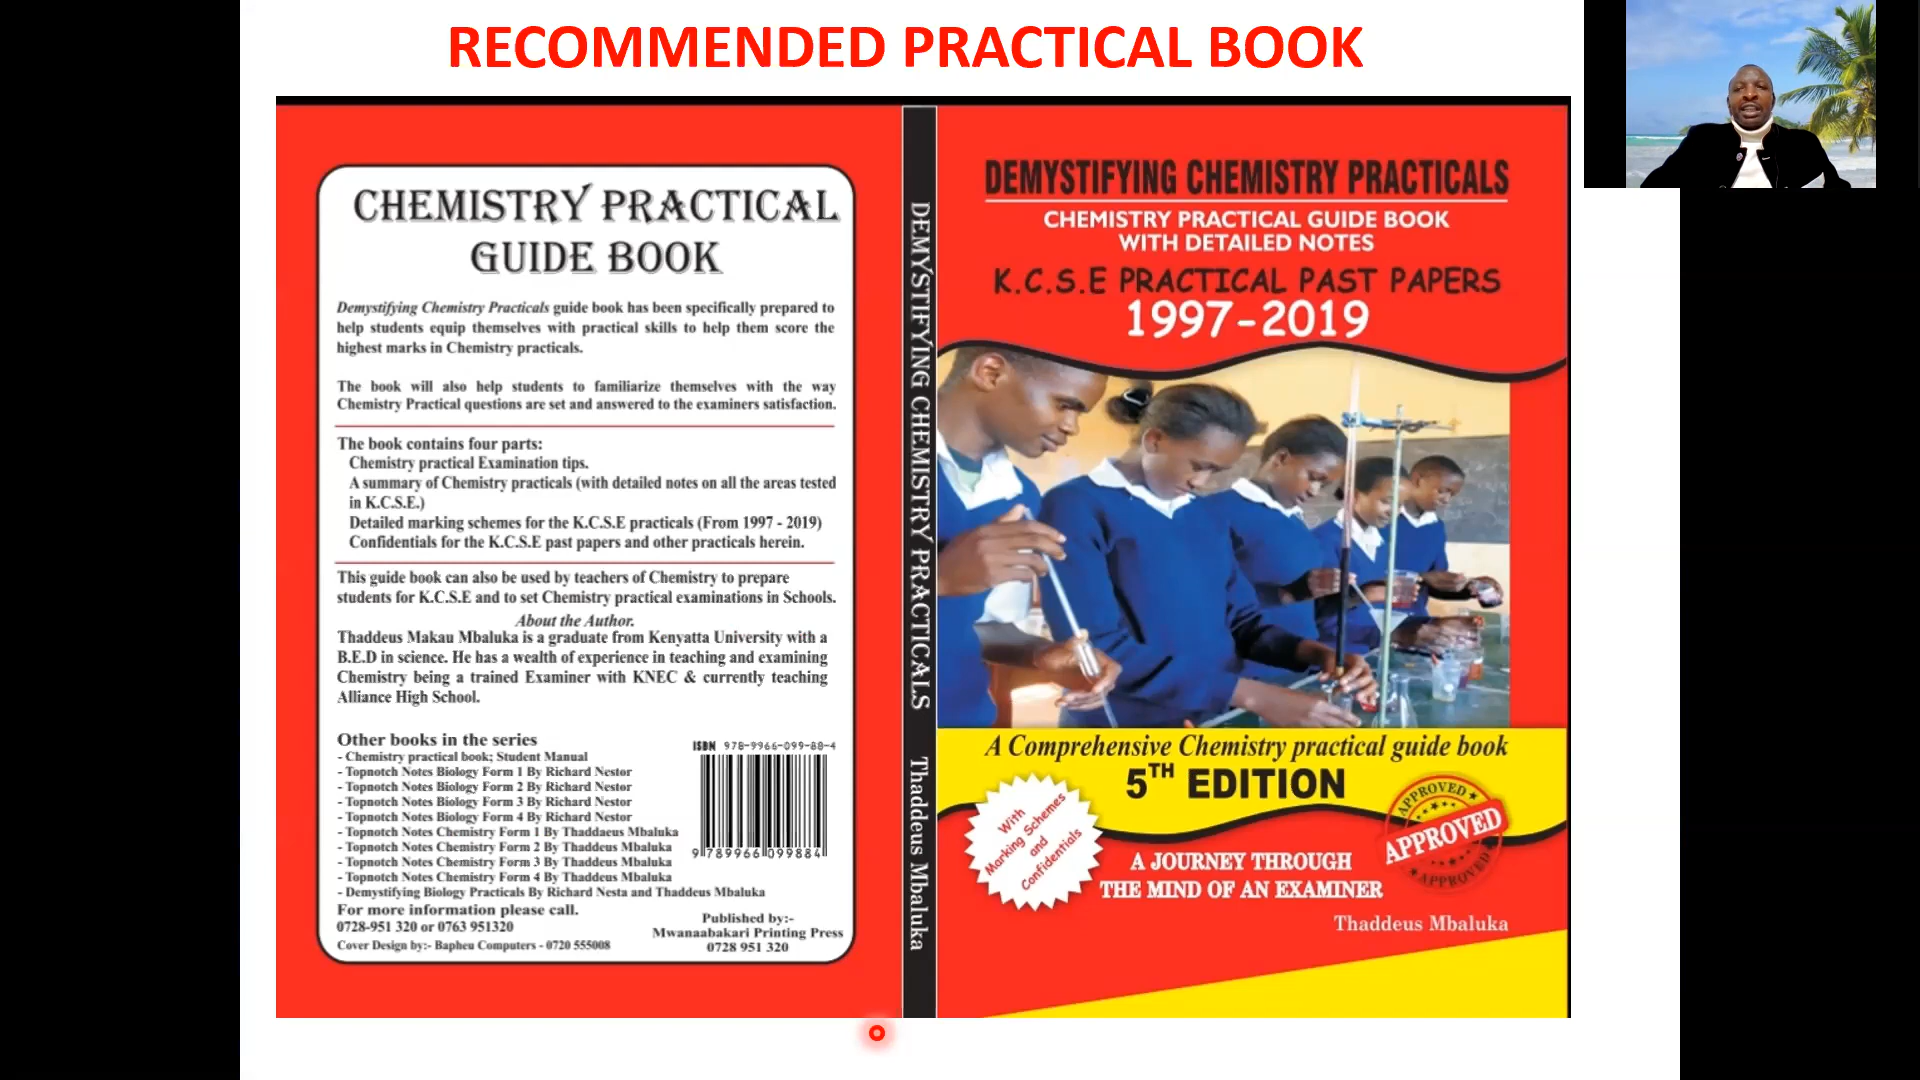 RECOMMENDED PRACTICAL BOOK
CHEMISTRY PRACTICAL
GUIDE BOOK
Demystifying Chemistry Practicals guide book has been specifically prepared to
help students equip themselves with practical skills to help them score the
highest marks in Chemistry practicals.
The book will also help students to familiarize themselves with the way
Chemistry Practical questions are set and answered to the examiners satisfaction.
The book contains four parts:
Chemistry practical Examination tips.
A summary of Chemistry practicals (with detailed notes on all the areas tested
in K.C.S.E.)
Detailed marking schemes for the K.C.S.E practicals (From 1997 - 2019)
Confidentials for the K.C.S.E past papers and other practicals herein.
This guide book can also be used by teachers of Chemistry to prepare
students for K.C.S.E and to set Chemistry practical examinations in Schools.
About the Author.
Thaddeus Makau Mbaluka is a graduate from Kenyatta University with a
B.E.D in science. He has a wealth of experience in teaching and examining
Chemistry being a trained Examiner with KNEC & currently teaching
Alliance High School.
Other books in the series
- Chemistry practical book; Student Manual
- Topnotch Notes Biology Form 1 By Richard Nestor
- Topnotch Notes Biology Form 2 By Richard Nestor
- Topnotch Notes Biology Form 3 By Richard Nestor
- Topnotch Notes Biology Form 4 By Richard Nestor
- Topnotch Notes Chemistry Form 1 By Thaddaeus Mbaluka
- Topnotch Notes Chemistry Form 2 By Thaddeus Mbaluka
- Topnotch Notes Chemistry Form 3 By Thaddeus Mbaluka
- Topnotch Notes Chemistry Form 4 By Thaddeus Mbaluka
- Demystifying Biology Practicals By Richard Nesta and Thaddeus Mbaluka
For more information please call.
0728-951 320 or 0763 951320
Cover Design by:- Bapheu Computers - 0720 555008
ISBN 978-9966-099-88-4
9 789966 099884
Published by:-
Mwanaabakari Printing Press
0728 951 320
DEMYSTIFYING CHEMISTRY PRACTICALS Thaddeus Mbaluka
DEMYSTIFYING CHEMISTRY PRACTICALS
CHEMISTRY PRACTICAL GUIDE BOOK
WITH DETAILED NOTES
K.C.S.E PRACTICAL PAST PAPERS
1997-2019
A Comprehensive Chemistry practical guide book
5TH EDITION
With
Marking Schemes
and
Confidentials
APPROVED
APPROVED
APPROVED
A JOURNEY THROUGH
THE MIND OF AN EXAMINER
Thaddeus Mbaluka